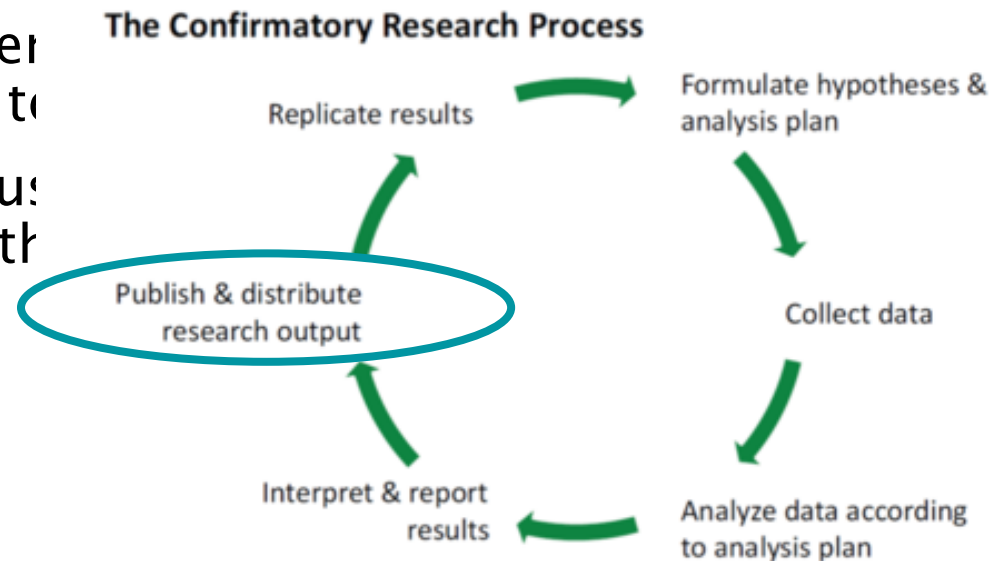 The Confirmatory Research Process
Replicate results
Formulate hypotheses &
analysis plan
Publish & distribute
research output
Collect data
Interpret & report
results
Analyze data according
to analysis plan